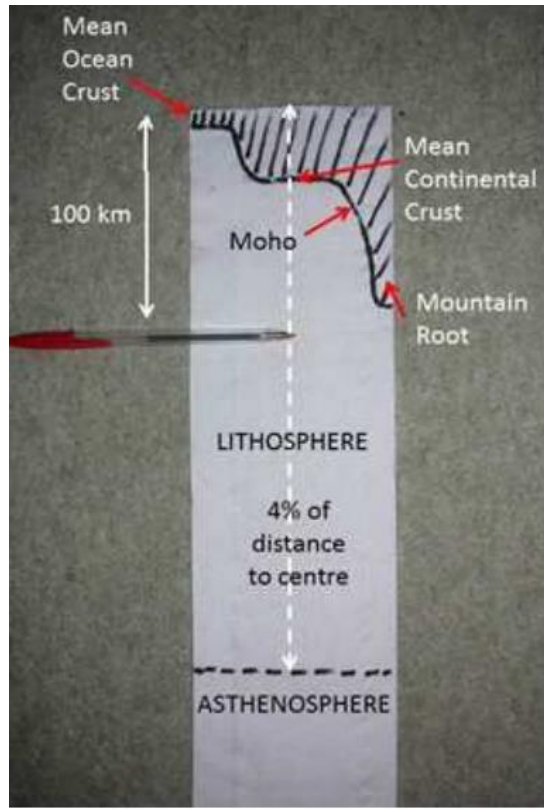 Mean
Ocean
Crust
100 km
Mean
Continental
Crust
Moho
Mountain
Root
LITHOSPHERE
4% of
distance
to centre
ASTHENOSPHERE